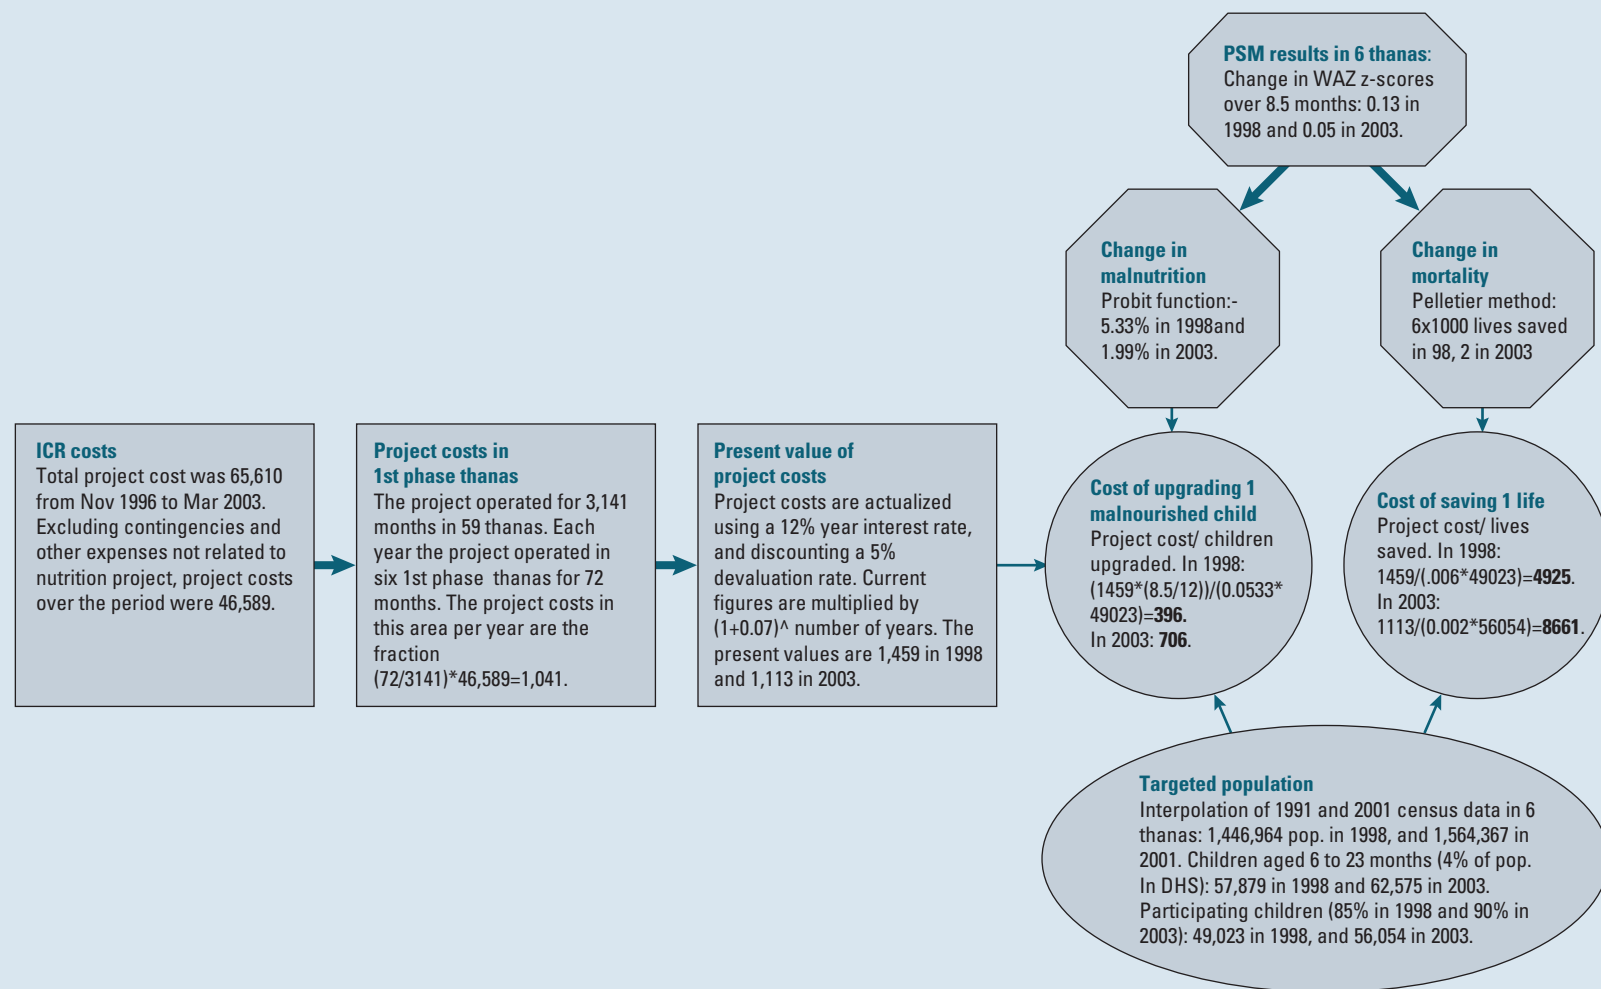 PSM results in 6 thanas:
Change in WAZ z-scores
over 8.5 months: 0.13 in
1998 and 0.05 in 2003.
Change in
malnutrition
Probit function:-
5.33% in 1998and
1.99% in 2003.
Change in
mortality
Pelletier method:
6x1000 lives saved
in 98, 2 in 2003
ICR costs
Total project cost was 65,610
from Nov 1996 to Mar 2003.
Excluding contingencies and
other expenses not related to
nutrition project, project costs
over the period were 46,589.
Project costs in
1st phase thanas
The project operated for 3,141
months in 59 thanas. Each
year the project operated in
six 1st phase thanas for 72
months. The project costs in
this area per year are the
fraction
(72/3141)*46,589=1,041.
Present value of
project costs
Project costs are actualized
using a 12% year interest rate,
and discounting a 5%
devaluation rate. Current
figures are multiplied by
(1+0.07)^ number of years. The
present values are 1,459 in 1998
and 1,113 in 2003.
Cost of upgrading 1
malnourished child
Project cost/ children
upgraded. In 1998:
(1459*(8.5/12))/(0.0533*
49023)=396.
In 2003: 706.
Cost of saving 1 life
Project cost/ lives
saved. In 1998:
1459/(.006*49023)=4925.
In 2003:
1113/(0.002*56054)=8661.
Targeted population
Interpolation of 1991 and 2001 census data in 6
thanas: 1,446,964 pop. in 1998, and 1,564,367 in
2001. Children aged 6 to 23 months (4% of pop.
In DHS): 57,879 in 1998 and 62,575 in 2003.
Participating children (85% in 1998 and 90% in
2003): 49,023 in 1998, and 56,054 in 2003.